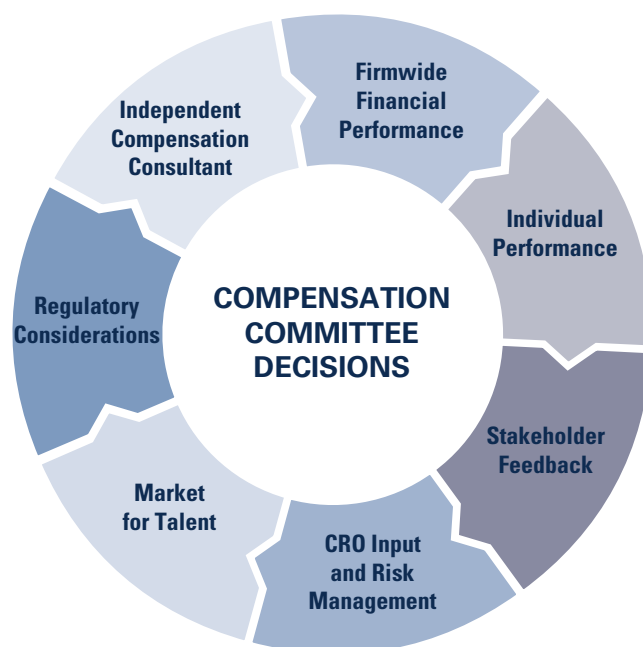 Firmwide
Financial
Performance
Individual
Performance
Stakeholder
Feedback
CRO Input
and Risk
Management
Market
for Talent
Regulatory
Considerations
Independent
Compensation
Consultant
COMPENSATION
COMMITTEE
DECISIONS